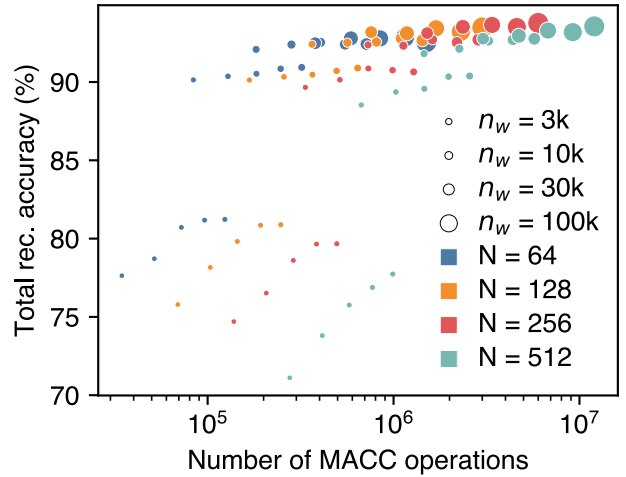 Total rec. accuracy (%)
90
85
80
75
70
n_w = 3k
n_w = 10k
n_w = 30k
n_w = 100k
N = 64
N = 128
N = 256
N = 512
10^5
10^6
10^7
Number of MACC operations